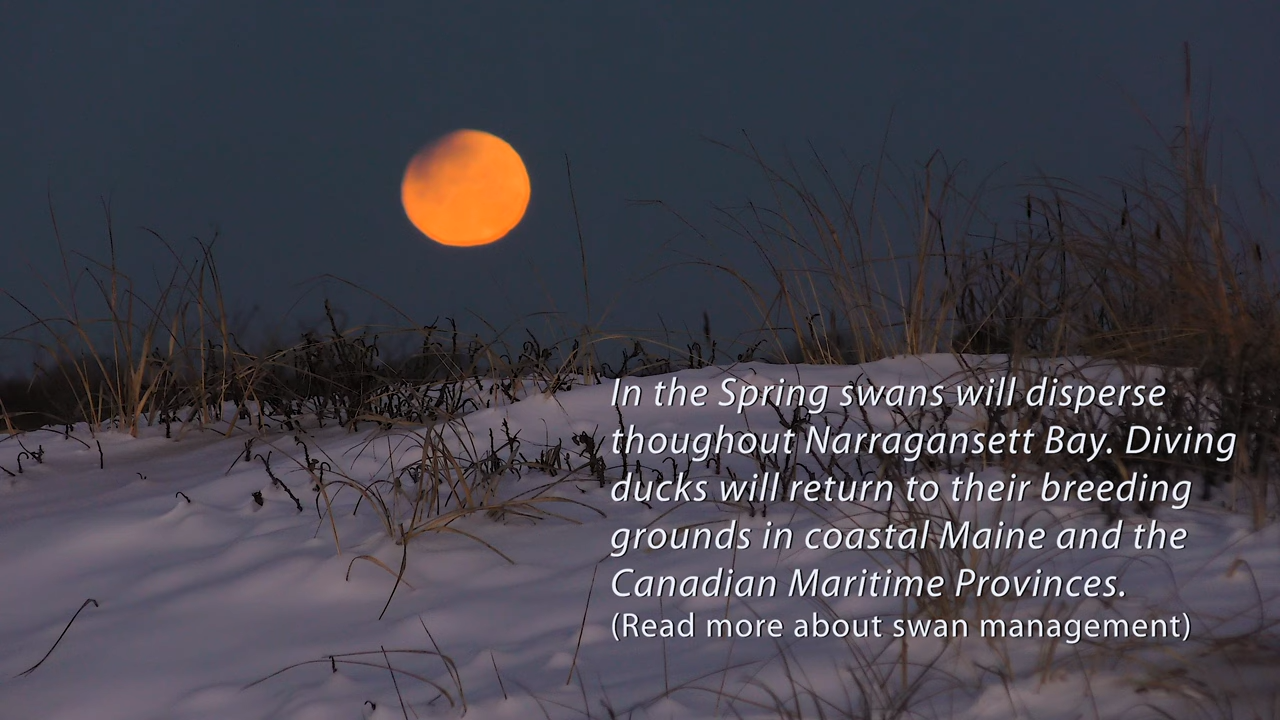 In the Spring swans will disperse
thoughout Narragansett Bay. Diving
ducks will return to their breeding
grounds in coastal Maine and the
Canadian Maritime Provinces.
(Read more about swan management)